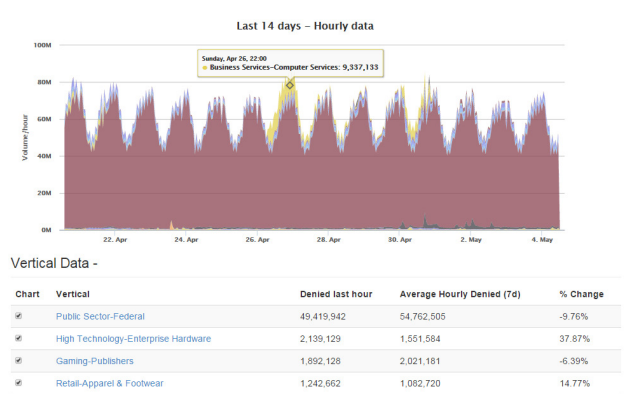 Last 14 days – Hourly data
100M
80M
60M
40M
20M
0M
Volume /hour
Sunday, Apr 26, 22:00
Business Services–Computer Services: 9,337,133
22. Apr
24. Apr
26. Apr
28. Apr
30. Apr
2. May
4. May
Vertical Data -
Chart Vertical Denied last hour Average Hourly Denied (7d) % Change
Public Sector-Federal 49,419,942 54,762,505 -9.76%
High Technology-Enterprise Hardware 2,139,129 1,551,584 37.87%
Gaming-Publishers 1,892,128 2,021,181 -6.39%
Retail-Apparel & Footwear 1,242,662 1,082,720 14.77%